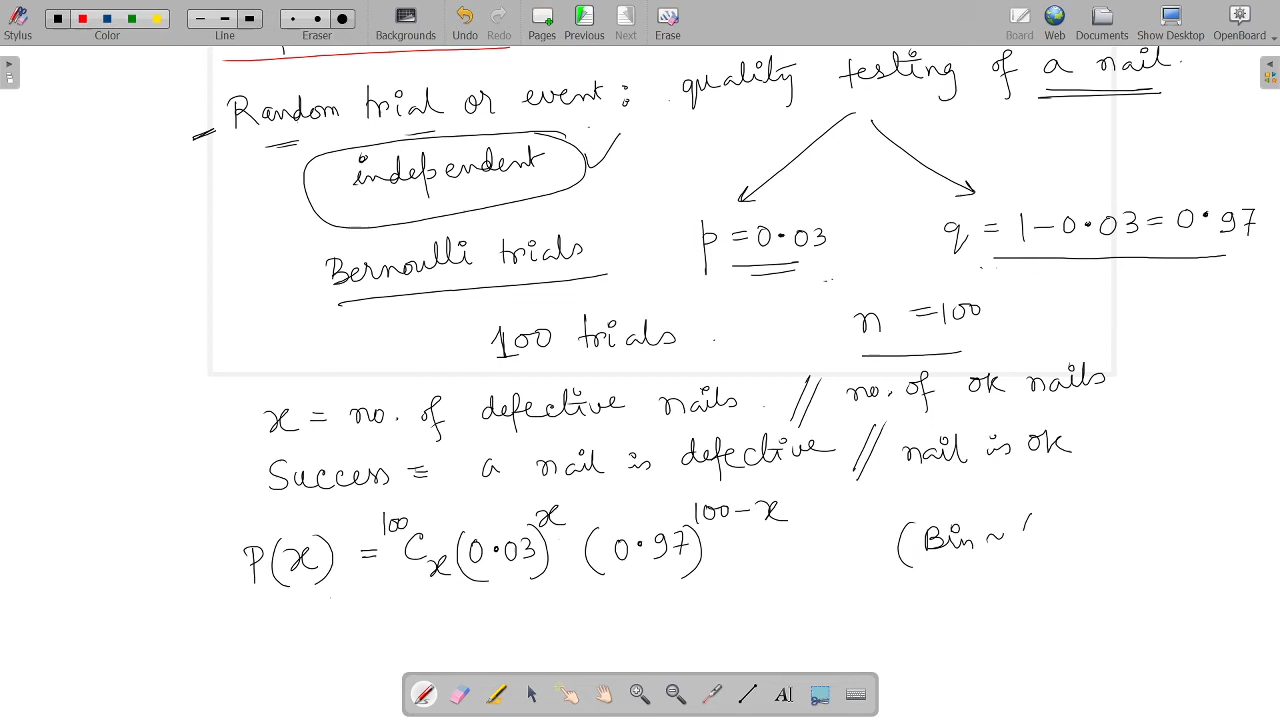 Stylus Color Line Eraser Backgrounds Undo Redo Pages Previous Next Erase Board Web Documents Show Desktop OpenBoard
Random trial or event : quality testing of a nail.
independent
p = 0.03 q = 1 - 0.03 = 0.97
Bernoulli trials
100 trials. n = 100
x = no. of defective nails. // no. of ok nails
Success = a nail is defective // nail is ok
P(x) = ¹⁰⁰Cₓ (0.03)ˣ (0.97)¹⁰⁰⁻ˣ (Bin ~ (